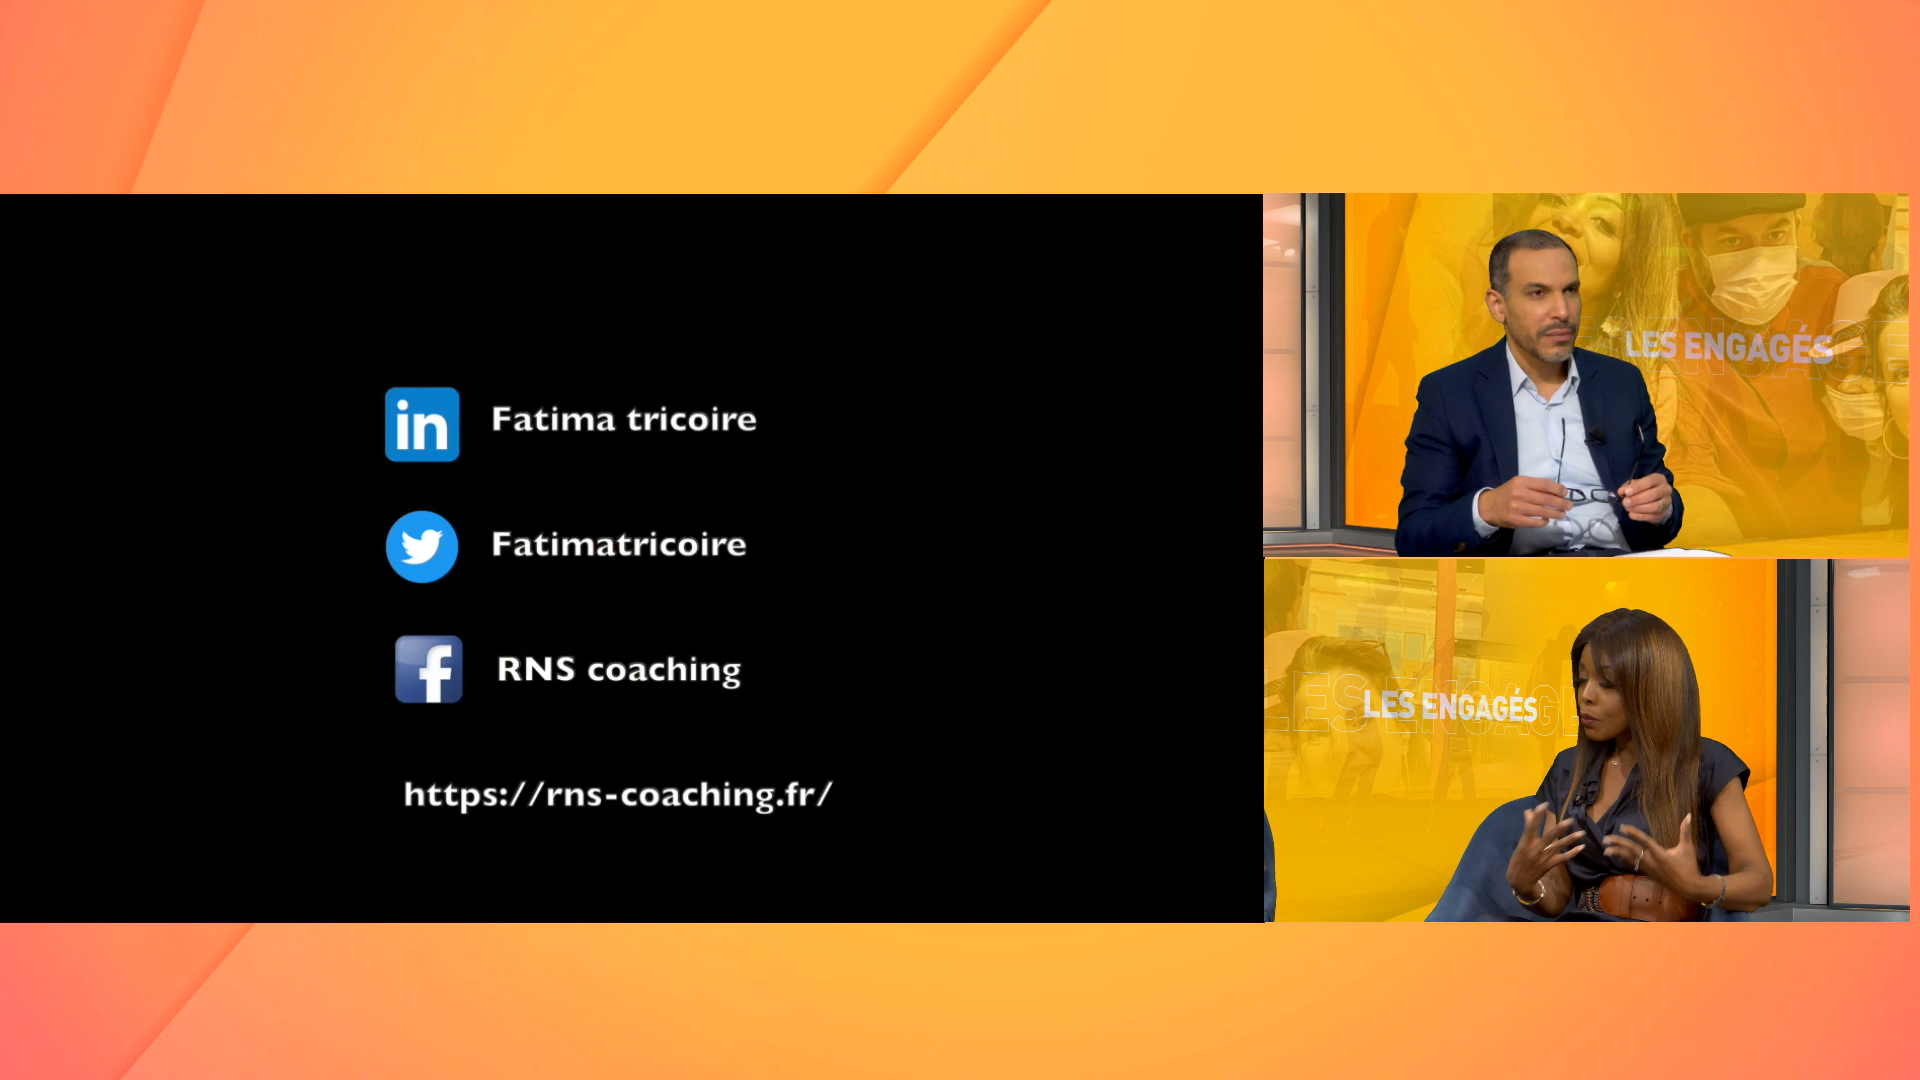 in Fatima tricoire
Fatimatricoire
f RNS coaching
https://rns-coaching.fr/
LES ENGAGÉS
LES ENGAGÉS